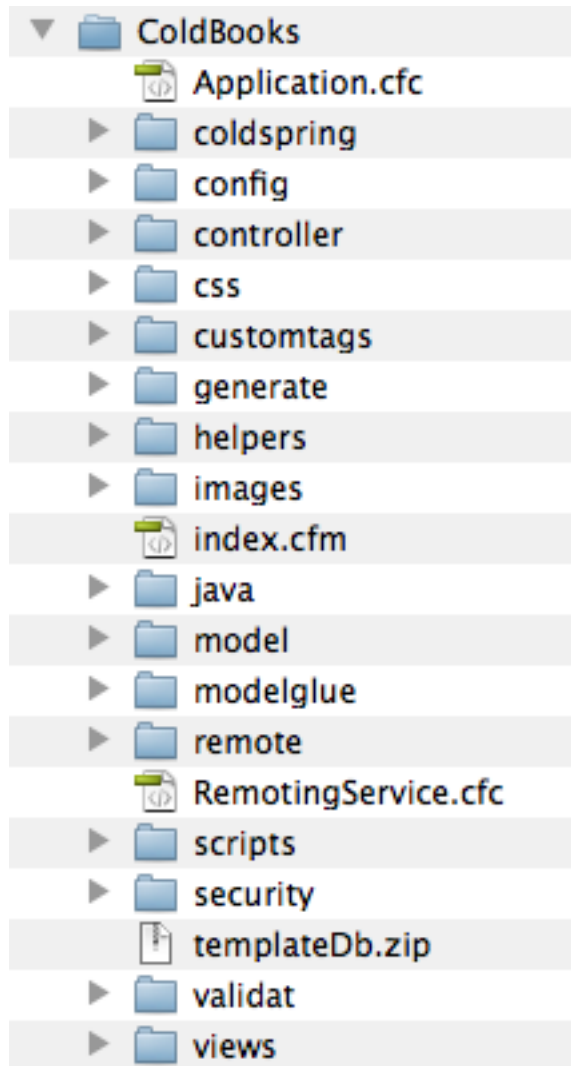 ColdBooks
Application.cfc
coldspring
config
controller
css
customtags
generate
helpers
images
index.cfm
java
model
modelglue
remote
RemotingService.cfc
scripts
security
templateDb.zip
validat
views